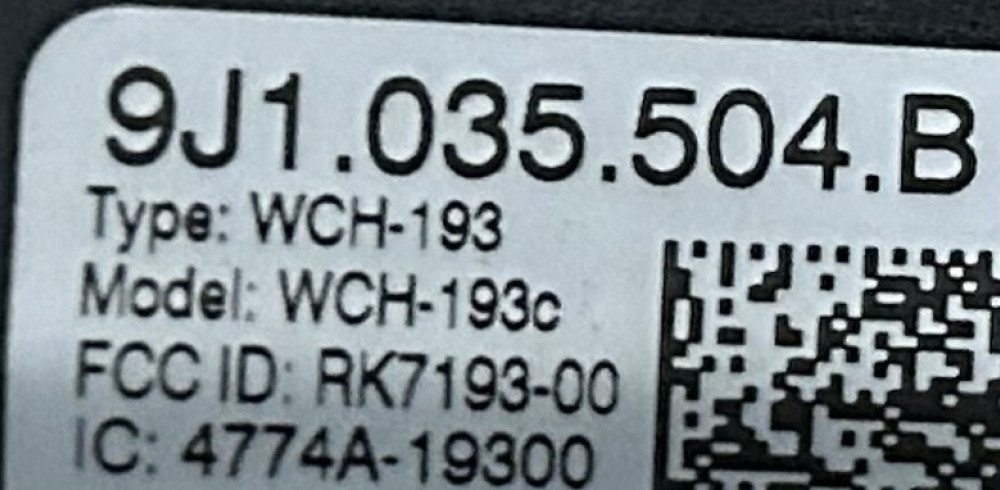 9J1.035.504.B
Type: WCH-193
Model: WCH-193c
FCC ID: RK7193-00
IC: 4774A-19300